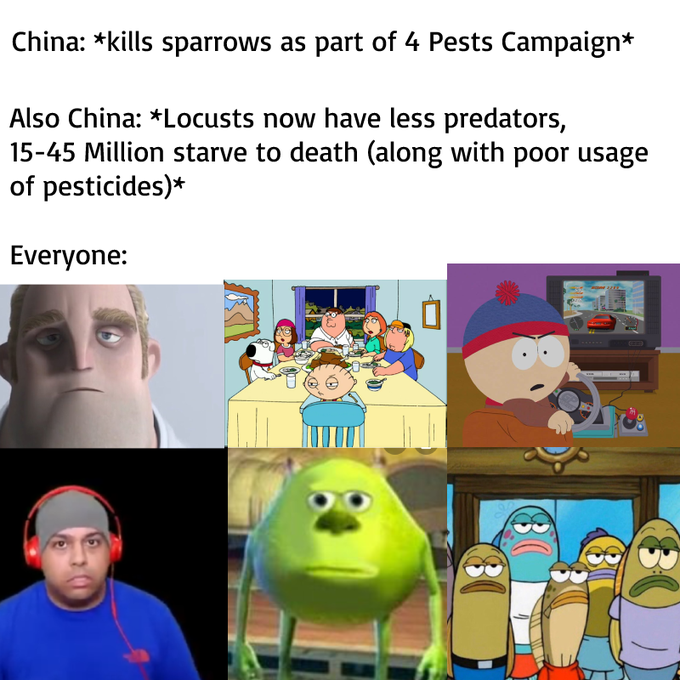 China: *kills sparrows as part of 4 Pests Campaign*
Also China: *Locusts now have less predators,
15-45 Million starve to death (along with poor usage
of pesticides)*
Everyone: